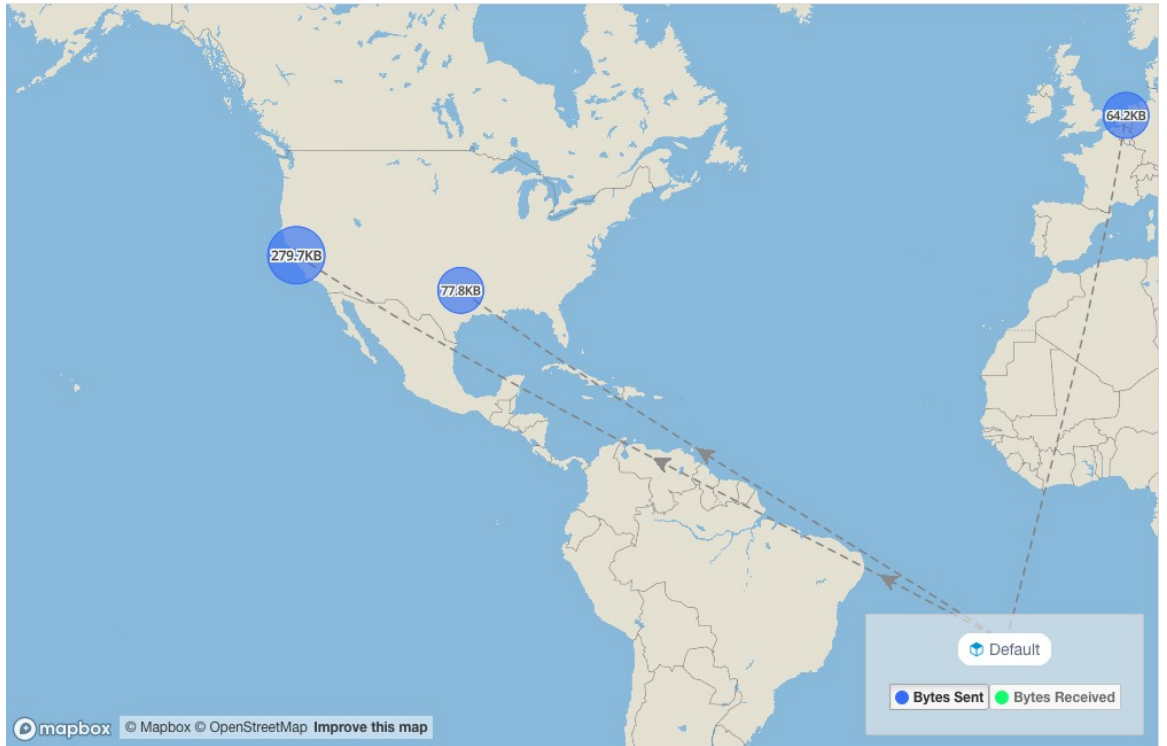 64.2KB
279.7KB
77.8KB
Default
Bytes Sent Bytes Received
mapbox © Mapbox © OpenStreetMap Improve this map